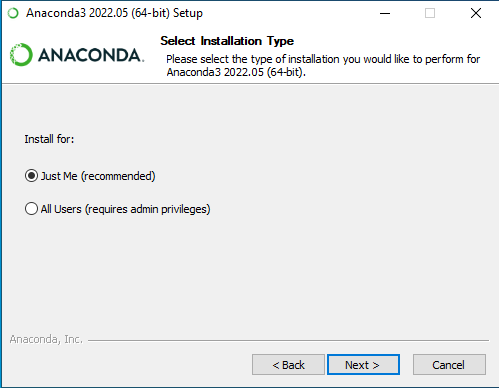 Anaconda3 2022.05 (64-bit) Setup
ANACONDA.
Select Installation Type
Please select the type of installation you would like to perform for
Anaconda3 2022.05 (64-bit).
Install for:
Just Me (recommended)
All Users (requires admin privileges)
Anaconda, Inc.
< Back
Next >
Cancel